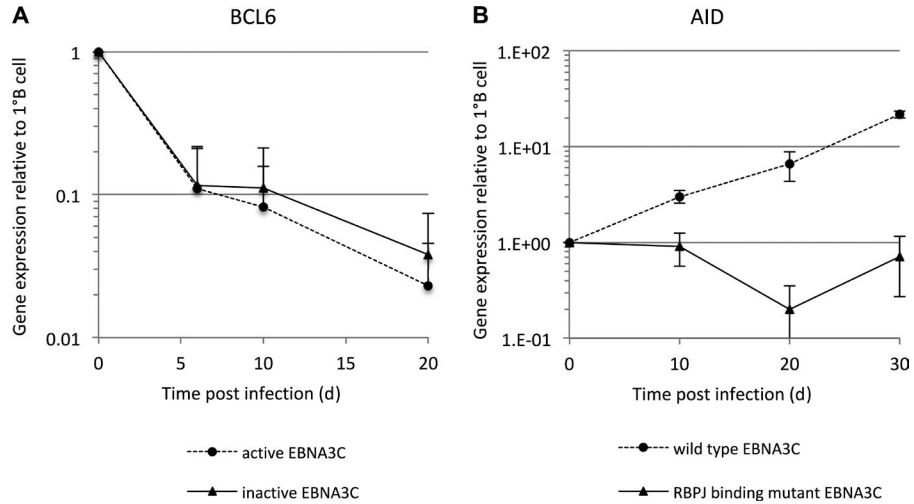 A
BCL6
Gene expression relative to 1°B cell
1
0.1
0.01
0
5
10
15
20
Time post infection (d)
active EBNA3C
inactive EBNA3C
B
AID
Gene expression relative to 1°B cell
1.E+02
1.E+01
1.E+00
1.E-01
0
10
20
30
Time post infection (d)
wild type EBNA3C
RBPJ binding mutant EBNA3C